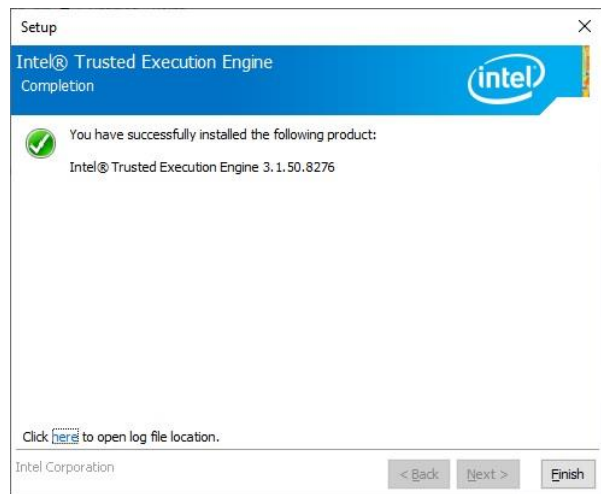 Setup
Intel® Trusted Execution Engine
Completion
intel
You have successfully installed the following product:
Intel® Trusted Execution Engine 3.1.50.8276
Click here to open log file location.
Intel Corporation
< Back
Next >
Finish